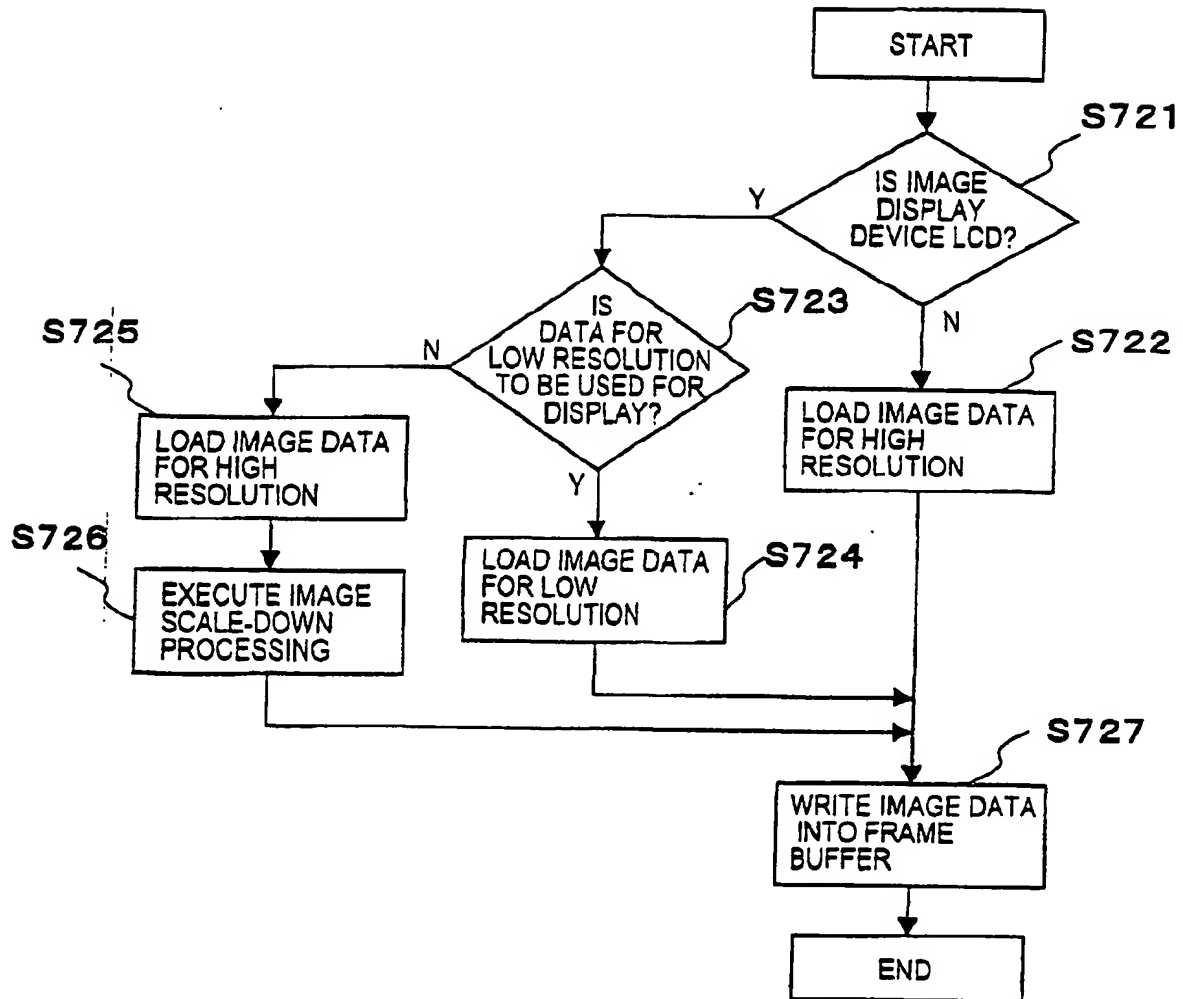 START
S721
IS IMAGE
DISPLAY
DEVICE LCD?
Y
N
S723
IS
DATA FOR
LOW RESOLUTION
TO BE USED FOR
DISPLAY?
N
Y
S725
LOAD IMAGE DATA
FOR HIGH
RESOLUTION
S722
LOAD IMAGE DATA
FOR HIGH
RESOLUTION
S726
EXECUTE IMAGE
SCALE-DOWN
PROCESSING
S724
LOAD IMAGE DATA
FOR LOW
RESOLUTION
S727
WRITE IMAGE DATA
INTO FRAME
BUFFER
END